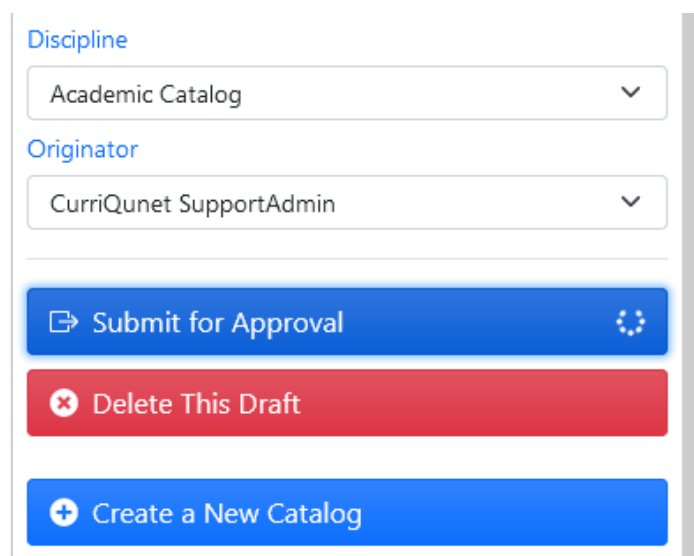 Discipline
Academic Catalog
Originator
CurriQunet SupportAdmin
Submit for Approval
Delete This Draft
Create a New Catalog